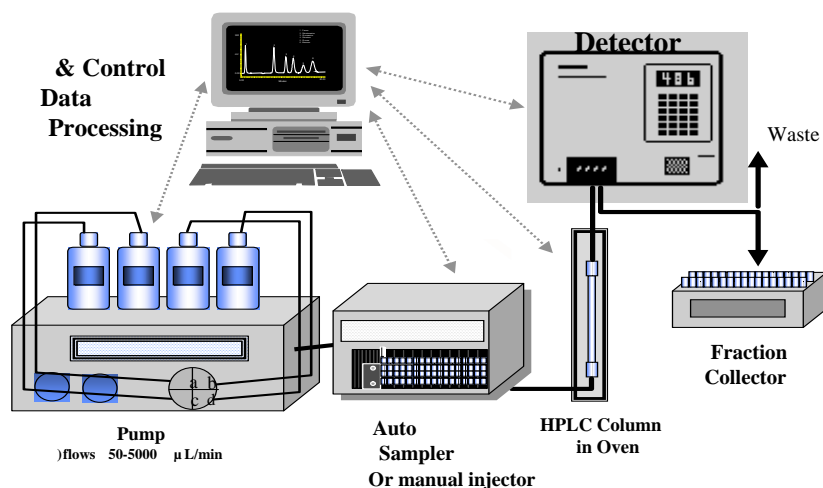 & Control
Data
Processing
Detector
486
Waste
a b
c d
Fraction
Collector
HPLC Column
in Oven
Auto
Sampler
Or manual injector
Pump
)flows 50-5000 µ L/min